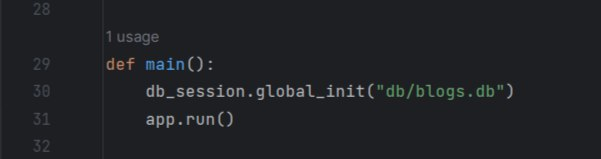 28
1 usage
29 def main():
30 db_session.global_init("db/blogs.db")
31 app.run()
32